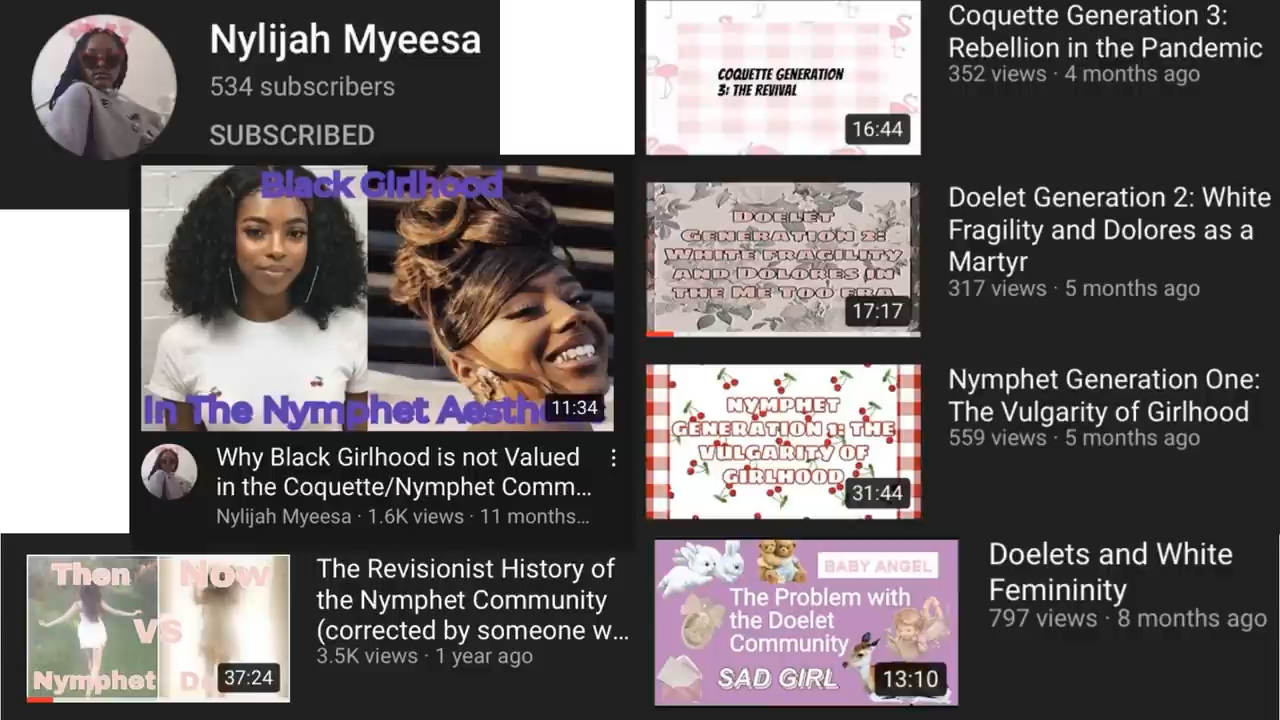 Nylijah Myeesa
534 subscribers
SUBSCRIBED
Black Girlhood
In The Nymphet Aesthe
11:34
Why Black Girlhood is not Valued
in the Coquette/Nymphet Comm...
Nylijah Myeesa · 1.6K views · 11 months...
Then
Now
VS
Nymphet
37:24
The Revisionist History of
the Nymphet Community
(corrected by someone w...
3.5K views · 1 year ago
COQUETTE GENERATION
3: THE REVIVAL
16:44
Coquette Generation 3:
Rebellion in the Pandemic
352 views · 4 months ago
DOELET
GENERATION 2:
WHITE FRAGILITY
AND DOLORES IN
THE ME TOO ERA
17:17
Doelet Generation 2: White
Fragility and Dolores as a
Martyr
317 views · 5 months ago
NYMPHET
GENERATION 1: THE
VULGARITY OF
GIRLHOOD
31:44
Nymphet Generation One:
The Vulgarity of Girlhood
559 views · 5 months ago
BABY ANGEL
The Problem with
the Doelet
Community
SAD GIRL
13:10
Doelets and White
Femininity
797 views · 8 months ago